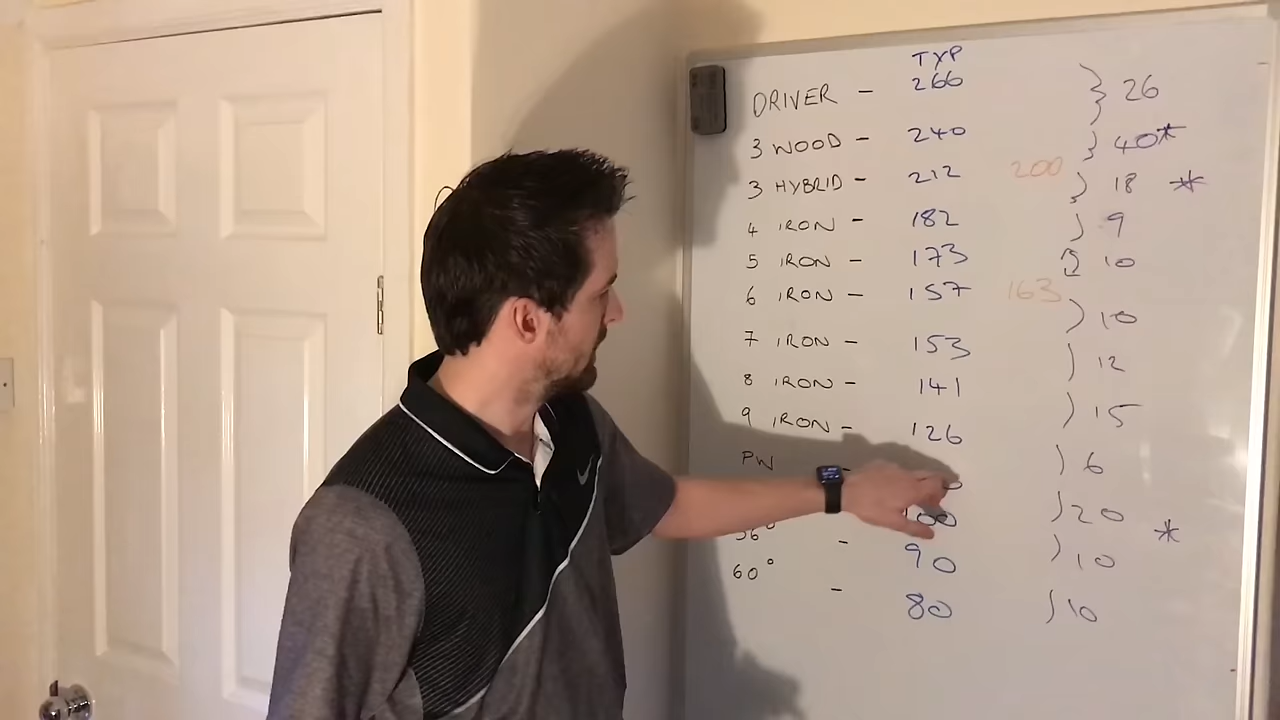 TYP
DRIVER - 266 } 26
3 WOOD - 240 } 40*
3 HYBRID - 212 200 } 18 *
4 IRON - 182 ) 9
5 IRON - 173 10
6 IRON - 157 163
) 10
7 IRON - 153 ) 12
8 IRON - 141
9 IRON - 126 ) 15
PW - ) 6
100 ) 20 *
56° - 90 ) 10
60° - 80 ) 10